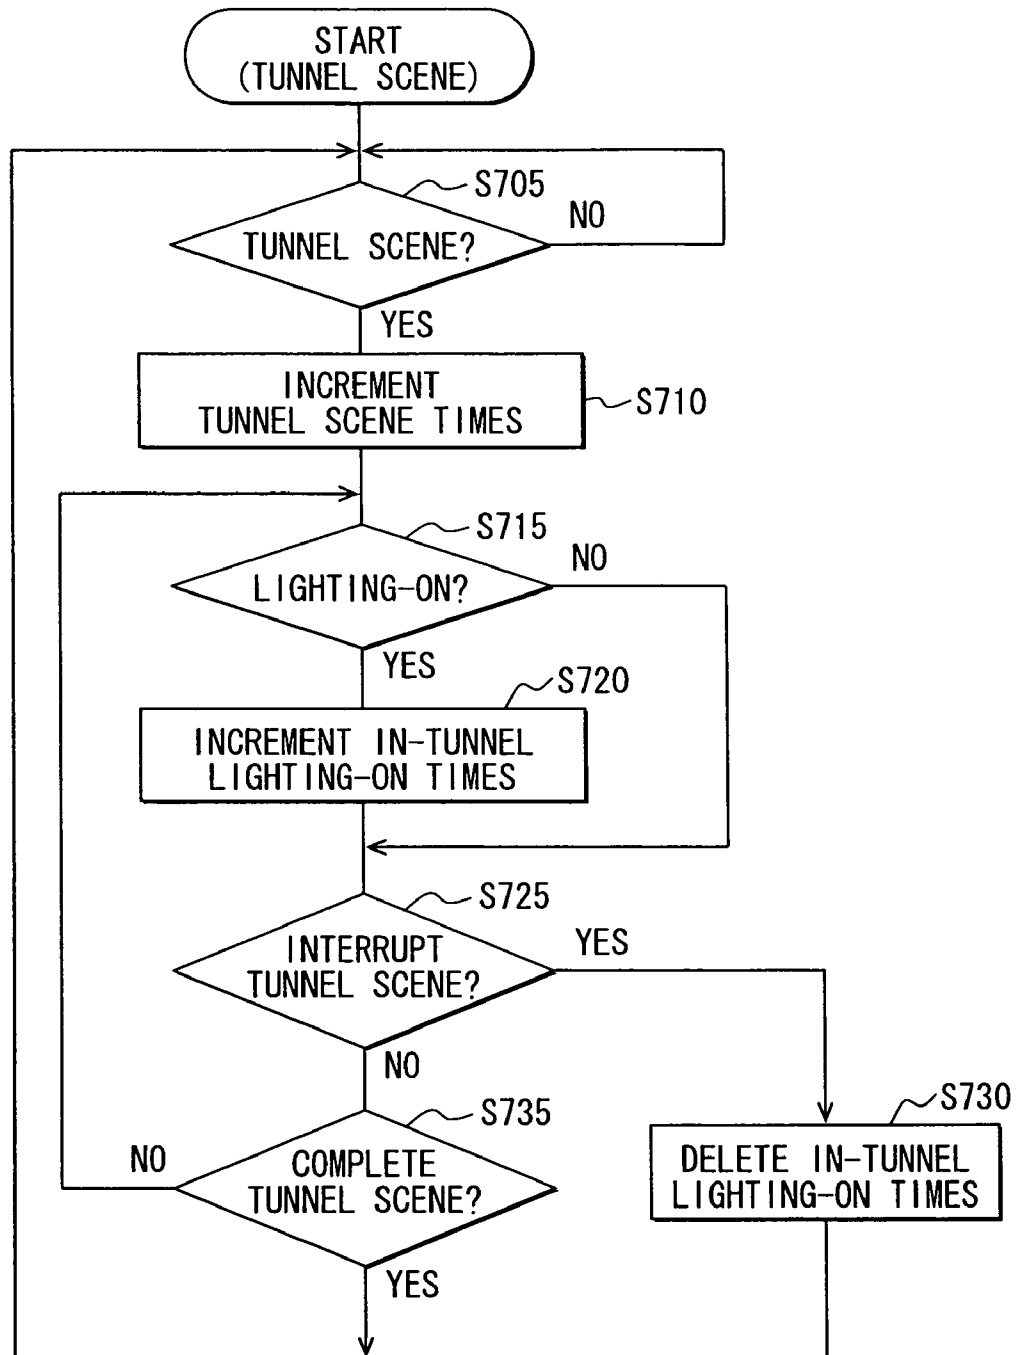 START
(TUNNEL SCENE)
S705
TUNNEL SCENE?
NO
YES
INCREMENT
TUNNEL SCENE TIMES
S710
S715
LIGHTING-ON?
NO
YES
S720
INCREMENT IN-TUNNEL
LIGHTING-ON TIMES
S725
INTERRUPT
TUNNEL SCENE?
YES
NO
S735
COMPLETE
TUNNEL SCENE?
NO
YES
S730
DELETE IN-TUNNEL
LIGHTING-ON TIMES